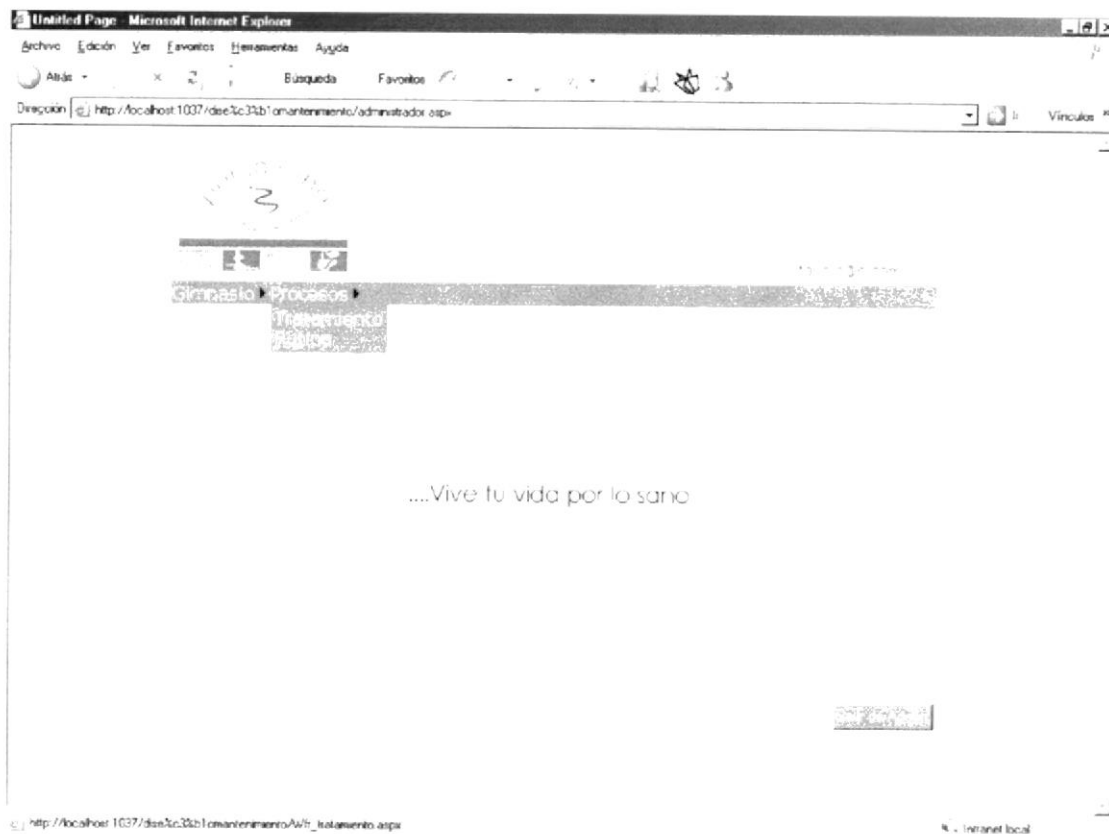 Untitled Page - Microsoft Internet Explorer
Archivo Edición Ver Favoritos Herramientas Ayuda
Atrás Búsqueda Favoritos
Dirección http://localhost:1037/dise%c3%b1omantenimiento/administrador.aspx Vínculos »
Gimnasio Procesos
Tratamiento
....Vive tu vida por lo sano
http://localhost:1037/dise%c3%b1omantenimiento/Wfr_tratamiento.aspx Intranet local